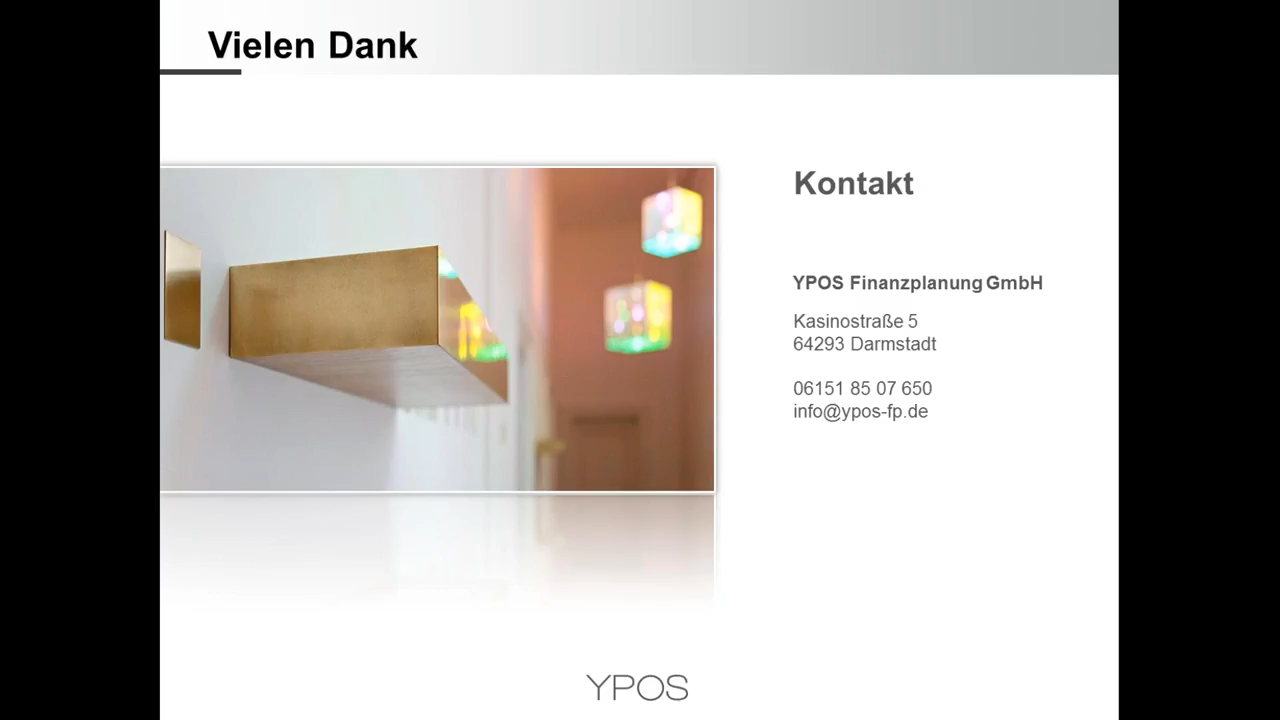 Vielen Dank
Kontakt
YPOS Finanzplanung GmbH
Kasinostraße 5
64293 Darmstadt
06151 85 07 650
info@ypos-fp.de
YPOS